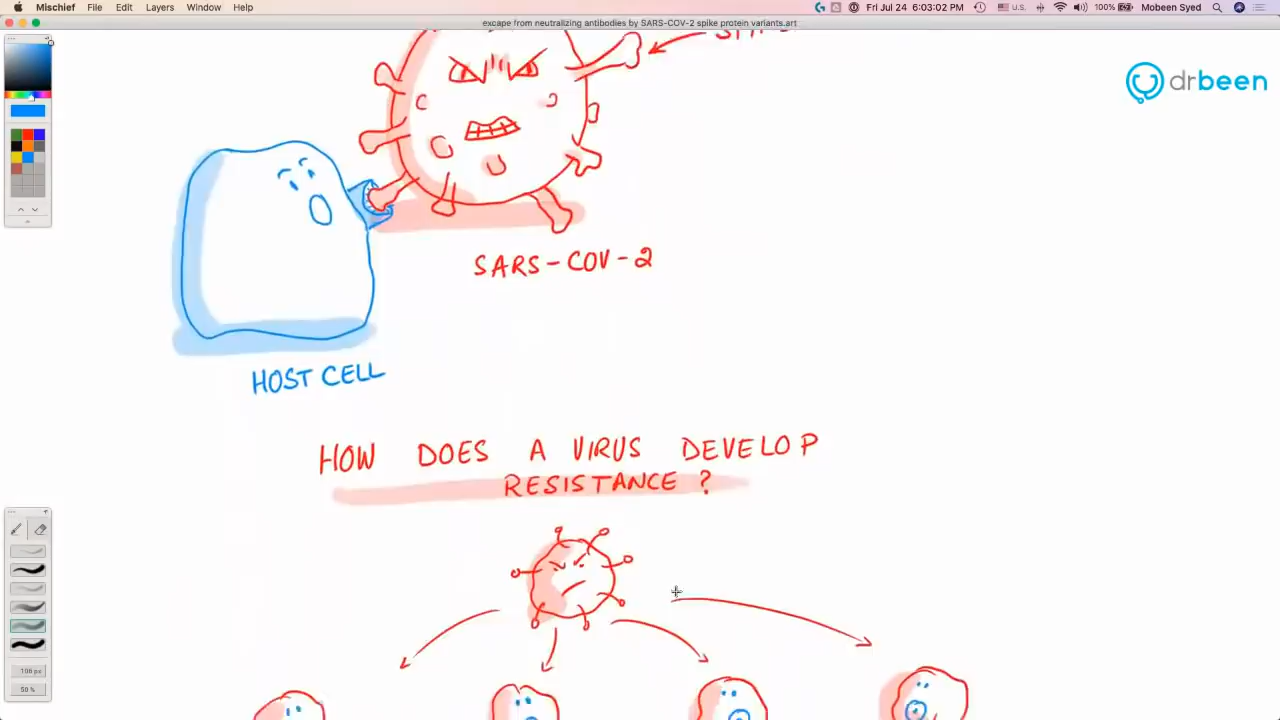 Mischief File Edit Layers Window Help
U.S. 100% Fri Jul 24 6:03:02 PM Mobeen Syed
excape from neutralizing antibodies by SARS-COV-2 spike protein variants.art
drbeen
SARS-COV-2
HOST CELL
HOW DOES A VIRUS DEVELOP
RESISTANCE ?
106 px
50 %